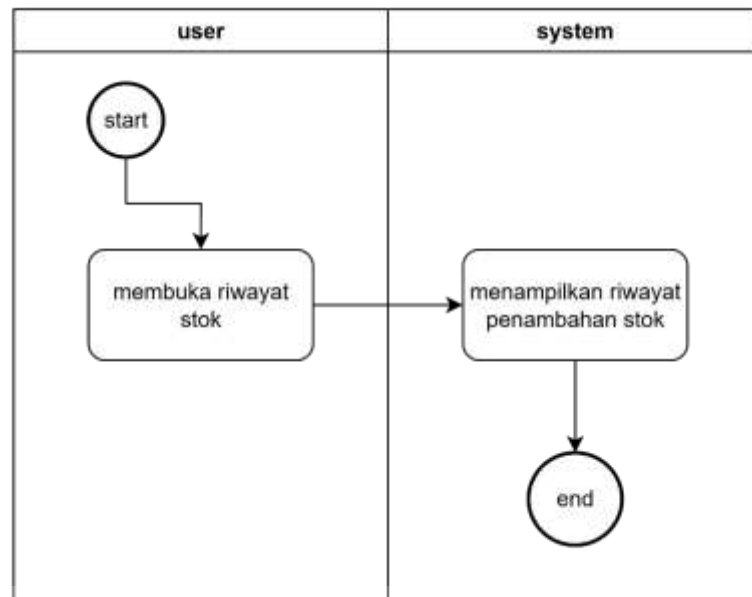 user
system
start
membuka riwayat
stok
menampilkan riwayat
penambahan stok
end